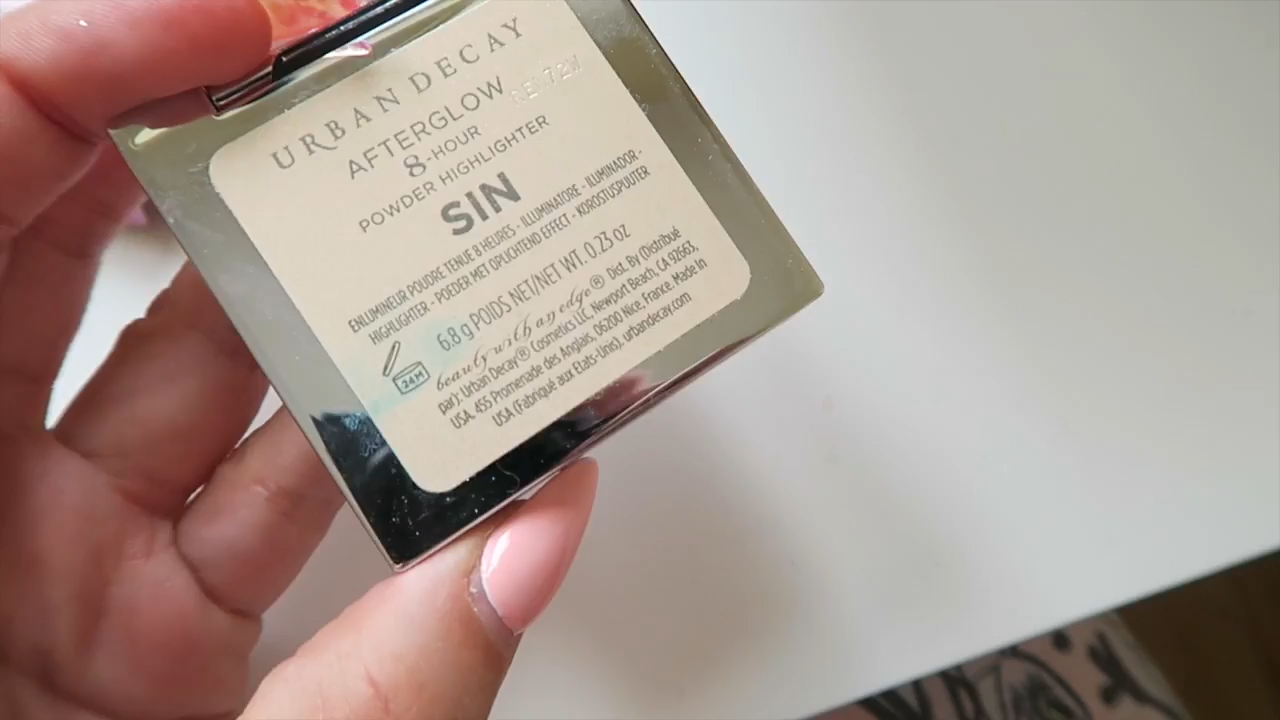 URBAN DECAY
AFTERGLOW
8-HOUR
POWDER HIGHLIGHTER
SIN
ENLUMINEUR POUDRE TENUE 8 HEURES - ILLUMINATORE - ILUMINADOR -
HIGHLIGHTER - POEDER MET OPLICHTEND EFFECT - KOROSTUSPUUTER
6.8 g POIDS NET/NET WT. 0.23 oz
24M
beauty with an edge® Dist. By (Distribué
par): Urban Decay® Cosmetics LLC, Newport Beach, CA 92663,
USA. 455 Promenade des Anglais, 06200 Nice, France. Made In
USA (Fabriqué aux Etats-Unis). urbandecay.com